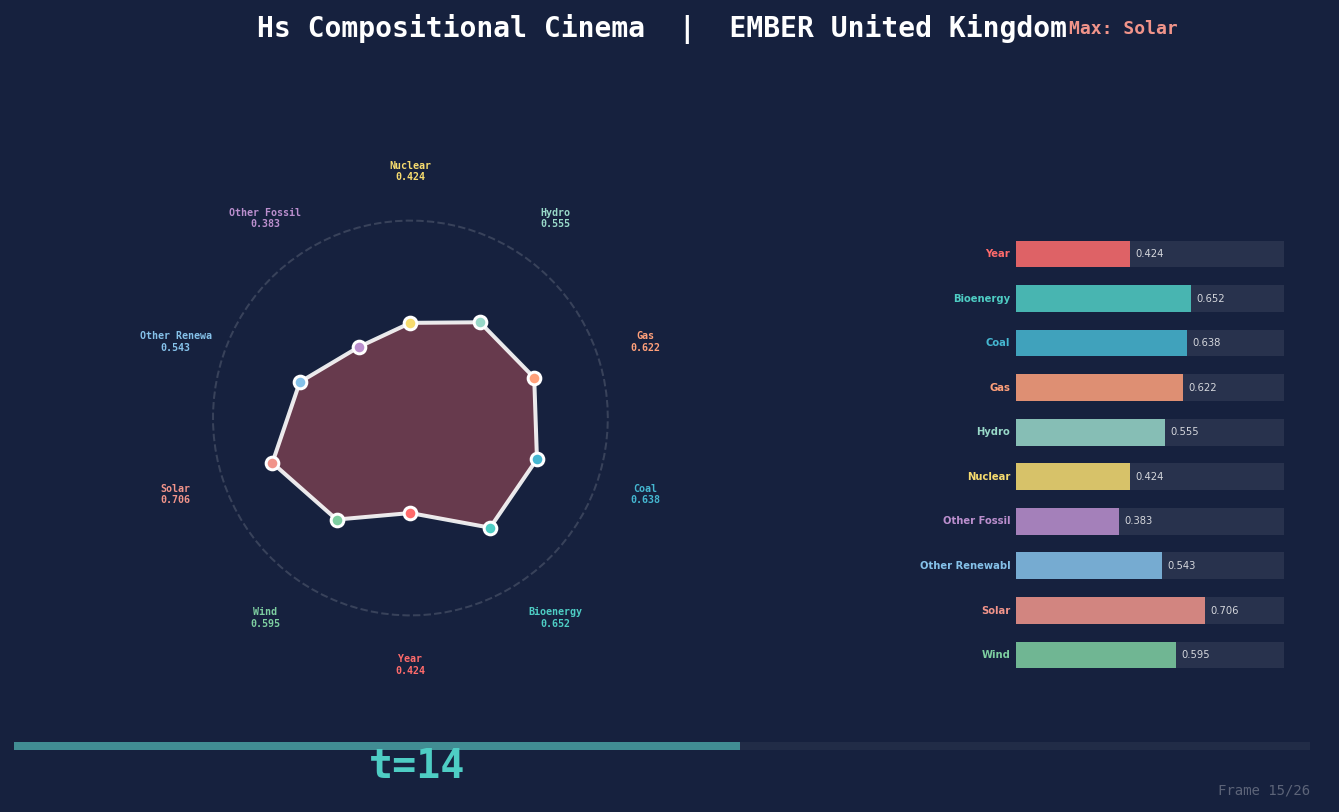 Hs Compositional Cinema | EMBER United Kingdom
Max: Solar
Nuclear
0.424
Other Fossil
0.383
Hydro
0.555
Other Renewa
0.543
Gas
0.622
Solar
0.706
Coal
0.638
Wind
0.595
Bioenergy
0.652
Year
0.424
Year 0.424
Bioenergy 0.652
Coal 0.638
Gas 0.622
Hydro 0.555
Nuclear 0.424
Other Fossil 0.383
Other Renewabl 0.543
Solar 0.706
Wind 0.595
t=14
Frame 15/26